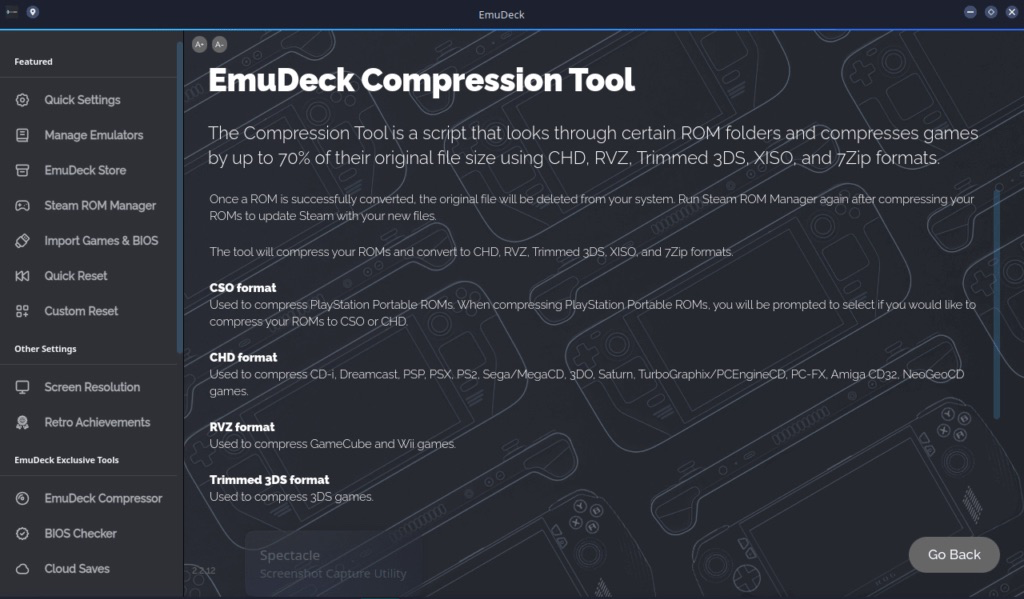 EmuDeck
Featured
Quick Settings
Manage Emulators
EmuDeck Store
Steam ROM Manager
Import Games & BIOS
Quick Reset
Custom Reset
Other Settings
Screen Resolution
Retro Achievements
EmuDeck Exclusive Tools
EmuDeck Compressor
BIOS Checker
Cloud Saves
A+ A-
EmuDeck Compression Tool
The Compression Tool is a script that looks through certain ROM folders and compresses games
by up to 70% of their original file size using CHD, RVZ, Trimmed 3DS, XISO, and 7Zip formats.
Once a ROM is successfully converted, the original file will be deleted from your system. Run Steam ROM Manager again after compressing your
ROMs to update Steam with your new files.
The tool will compress your ROMs and convert to CHD, RVZ, Trimmed 3DS, XISO, and 7Zip formats.
CSO format
Used to compress PlayStation Portable ROMs. When compressing PlayStation Portable ROMs, you will be prompted to select if you would like to
compress your ROMs to CSO or CHD.
CHD format
Used to compress CD-i, Dreamcast, PSP, PSX, PS2, Sega/MegaCD, 3DO, Saturn, TurboGraphix/PCEngineCD, PC-FX, Amiga CD32, NeoGeoCD
games.
RVZ format
Used to compress GameCube and Wii games.
Trimmed 3DS format
Used to compress 3DS games.
Spectacle
Screenshot Capture Utility
2.2.12
Go Back